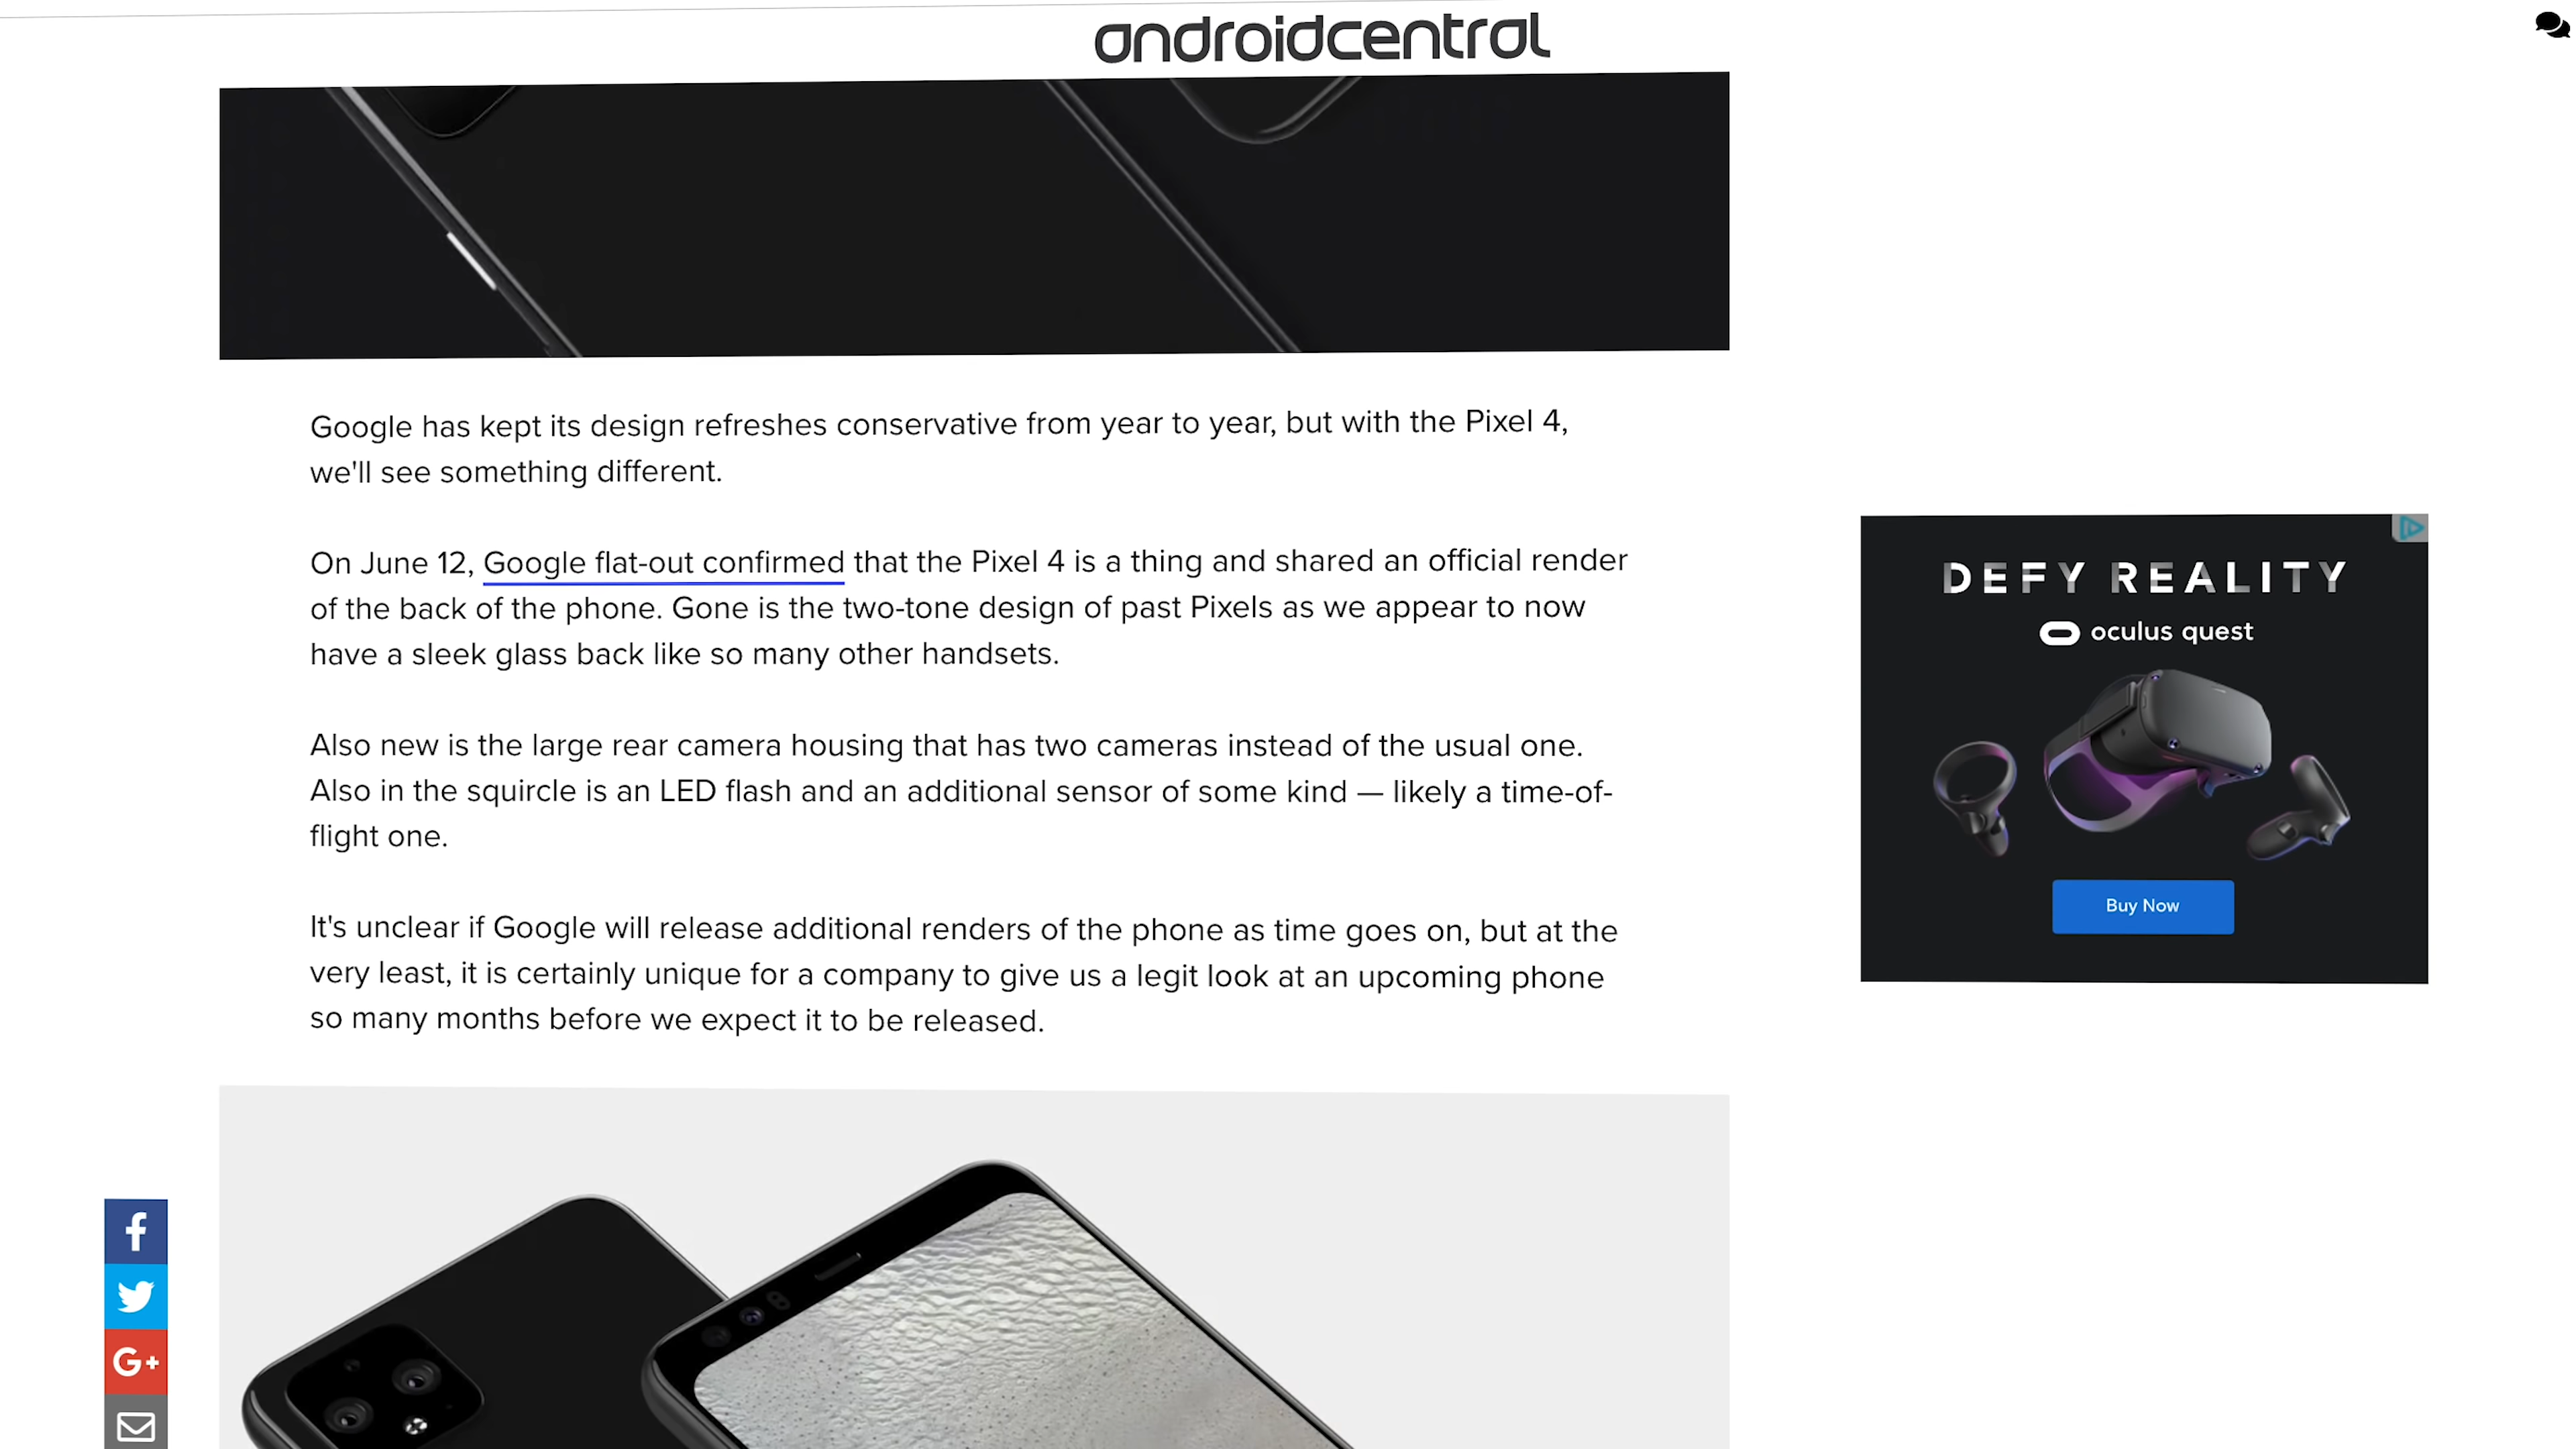 androidcentral
Google has kept its design refreshes conservative from year to year, but with the Pixel 4,
we'll see something different.
On June 12, Google flat-out confirmed that the Pixel 4 is a thing and shared an official render
of the back of the phone. Gone is the two-tone design of past Pixels as we appear to now
have a sleek glass back like so many other handsets.
Also new is the large rear camera housing that has two cameras instead of the usual one.
Also in the squircle is an LED flash and an additional sensor of some kind — likely a time-of-
flight one.
It's unclear if Google will release additional renders of the phone as time goes on, but at the
very least, it is certainly unique for a company to give us a legit look at an upcoming phone
so many months before we expect it to be released.
DEFY REALITY
oculus quest
Buy Now
f
G+